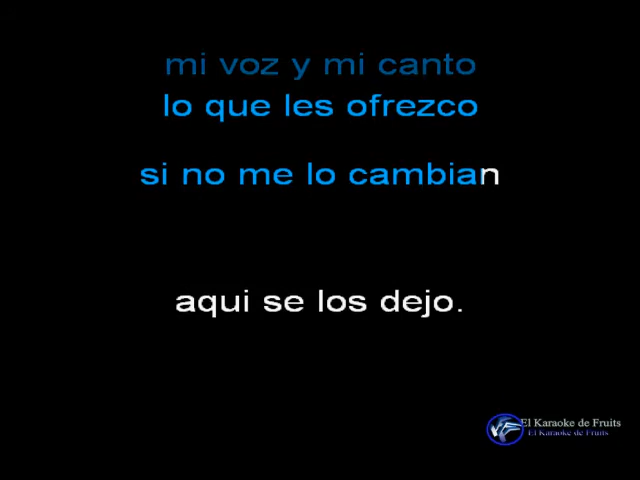 mi voz y mi canto
lo que les ofrezco
si no me lo cambian
aqui se los dejo.
El Karaoke de Fruits
El Karaoke de Fruits